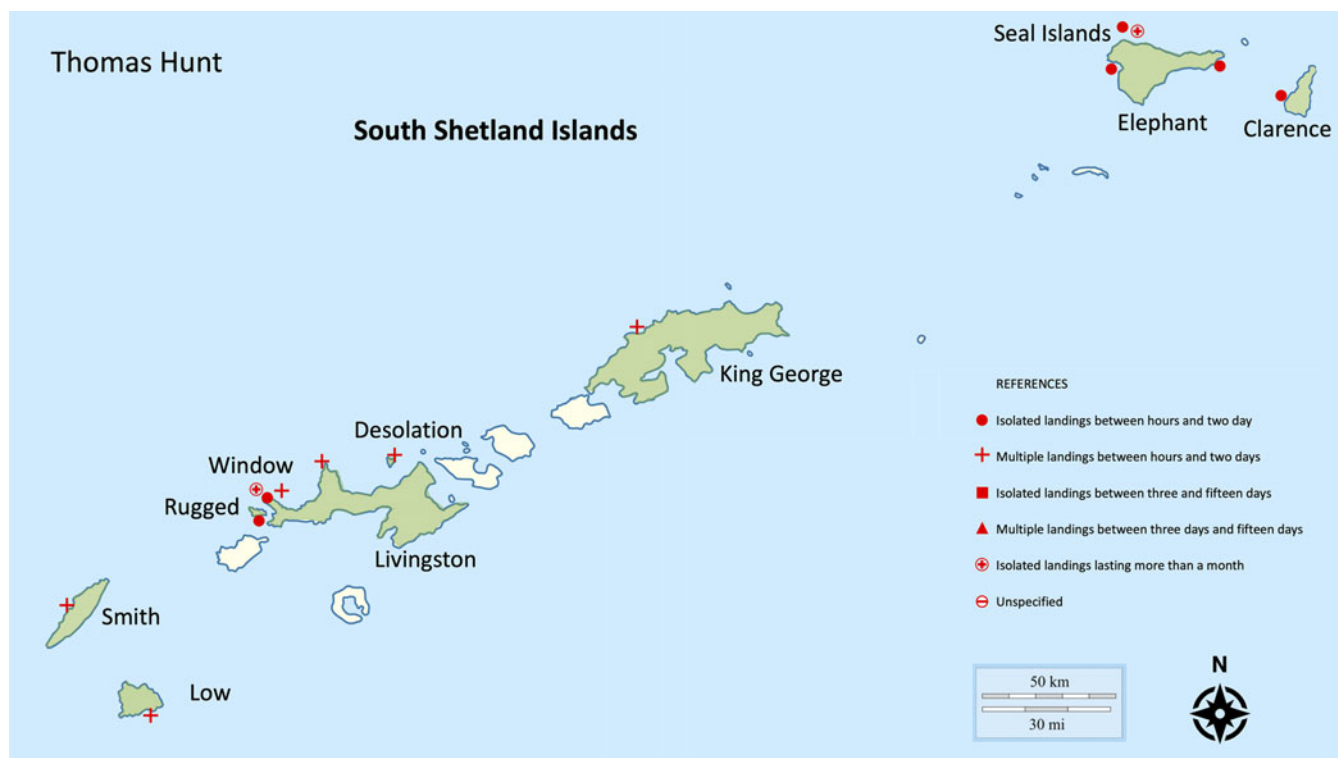 Thomas Hunt
South Shetland Islands
Seal Islands
Elephant
Clarence
King George
Desolation
Window
Rugged
Livingston
Smith
Low
REFERENCES
Isolated landings between hours and two day
Multiple landings between hours and two days
Isolated landings between three and fifteen days
Multiple landings between three days and fifteen days
Isolated landings lasting more than a month
Unspecified
50 km
30 mi
N